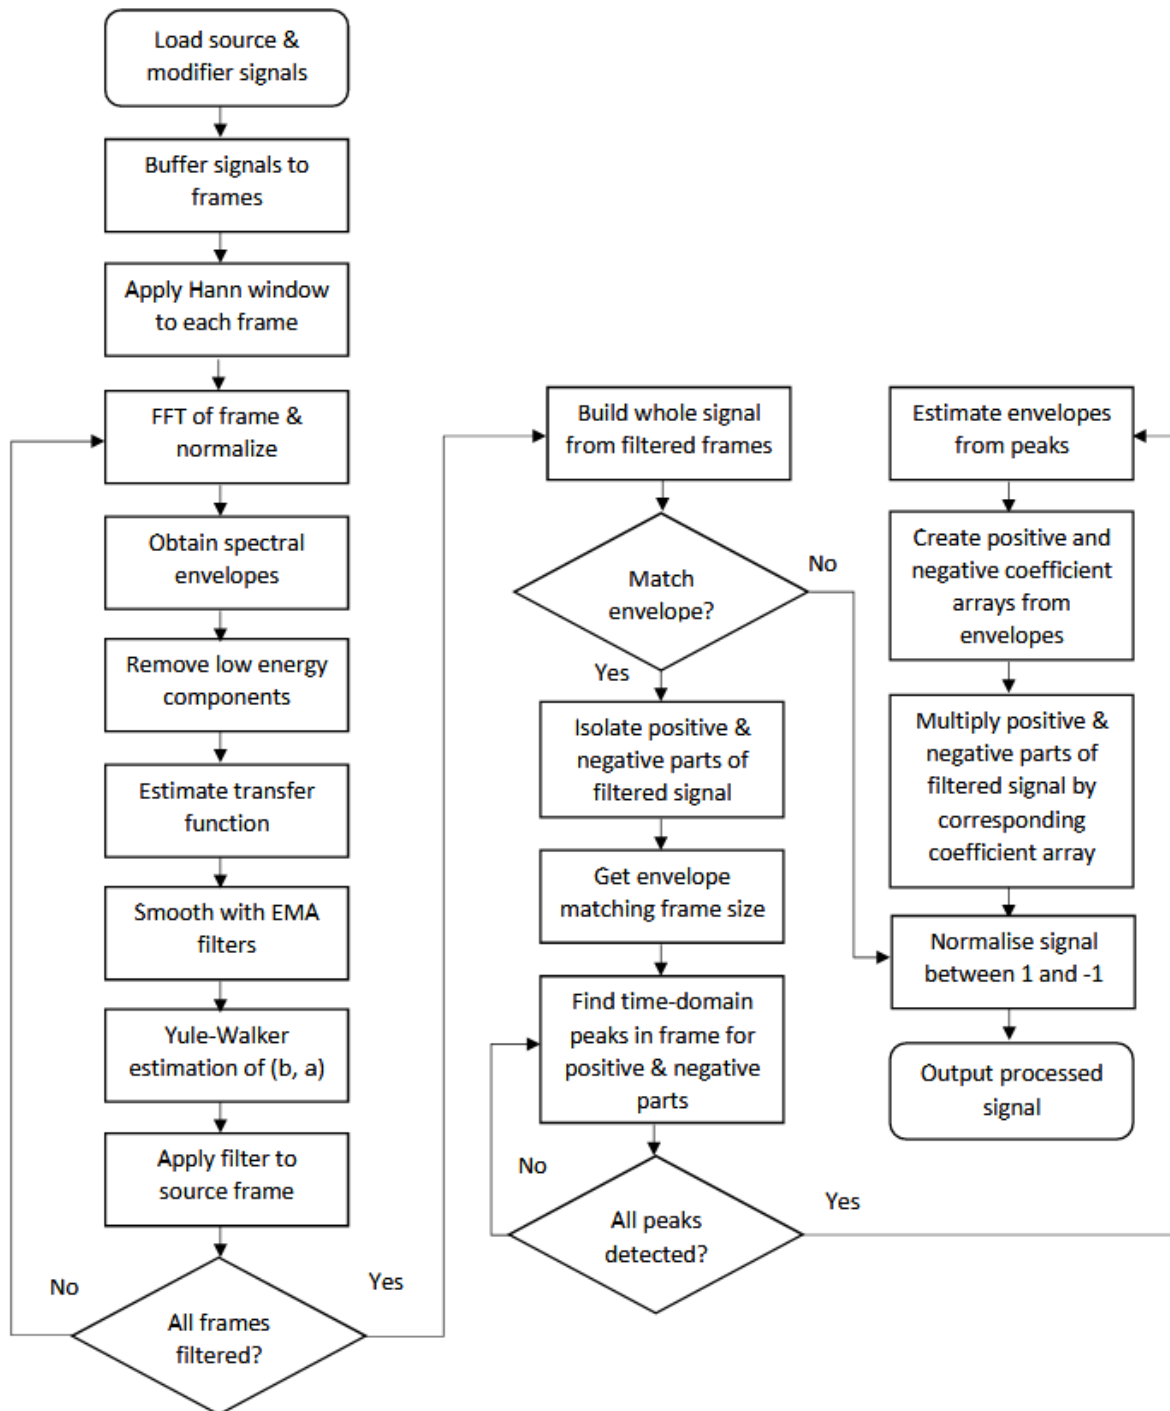 Load source &
modifier signals
Buffer signals to
frames
Apply Hann window
to each frame
FFT of frame &
normalize
Obtain spectral
envelopes
Remove low energy
components
Estimate transfer
function
Smooth with EMA
filters
Yule-Walker
estimation of (b, a)
Apply filter to
source frame
No
Yes
All frames
filtered?
Build whole signal
from filtered frames
Match
envelope?
No
Yes
Isolate positive &
negative parts of
filtered signal
Get envelope
matching frame size
Find time-domain
peaks in frame for
positive & negative
parts
No
Yes
All peaks
detected?
Estimate envelopes
from peaks
Create positive and
negative coefficient
arrays from
envelopes
Multiply positive &
negative parts of
filtered signal by
corresponding
coefficient array
Normalise signal
between 1 and -1
Output processed
signal